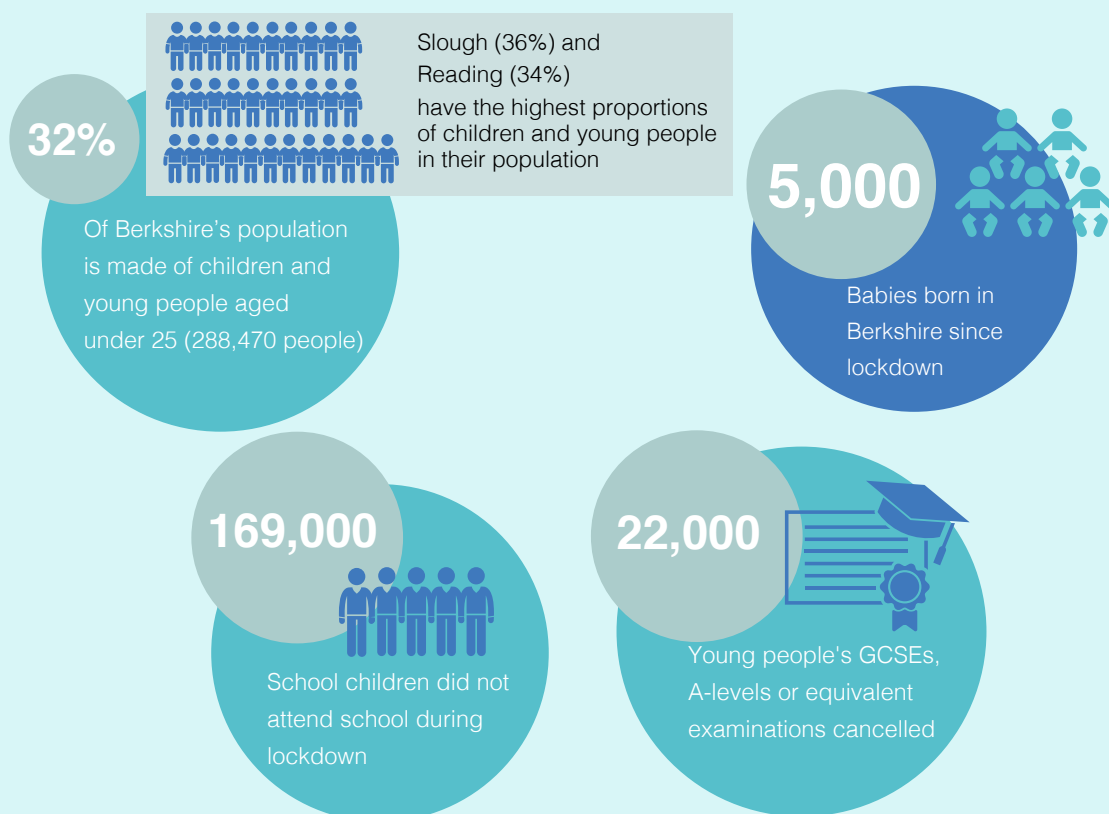 32%
Of Berkshire’s population
is made of children and
young people aged
under 25 (288,470 people)
Slough (36%) and
Reading (34%)
have the highest proportions
of children and young people
in their population
5,000
Babies born in
Berkshire since
lockdown
169,000
School children did not
attend school during
lockdown
22,000
Young people's GCSEs,
A-levels or equivalent
examinations cancelled